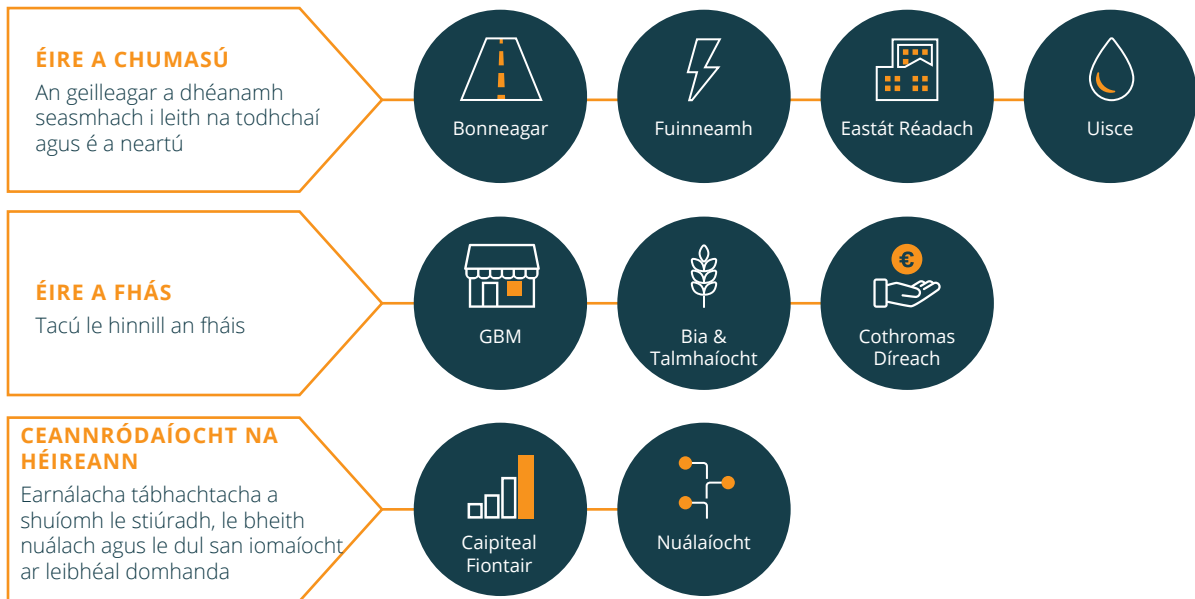 ÉIRE A CHUMASÚ
An geilleagar a dhéanamh
seasmhach i leith na todhchaí
agus é a neartú
Bonneagar
Fuinneamh
Eastát Réadach
Uisce
ÉIRE A FHÁS
Tacú le hinnill an fháis
GBM
Bia &
Talmhaíocht
€
Cothromas
Díreach
CEANNRÓDAÍOCHT NA
HÉIREANN
Earnálacha tábhachtacha a
shuíomh le stiúradh, le bheith
nuálach agus le dul san iomaíocht
ar leibhéal domhanda
Caipiteal
Fiontair
Nuálaíocht